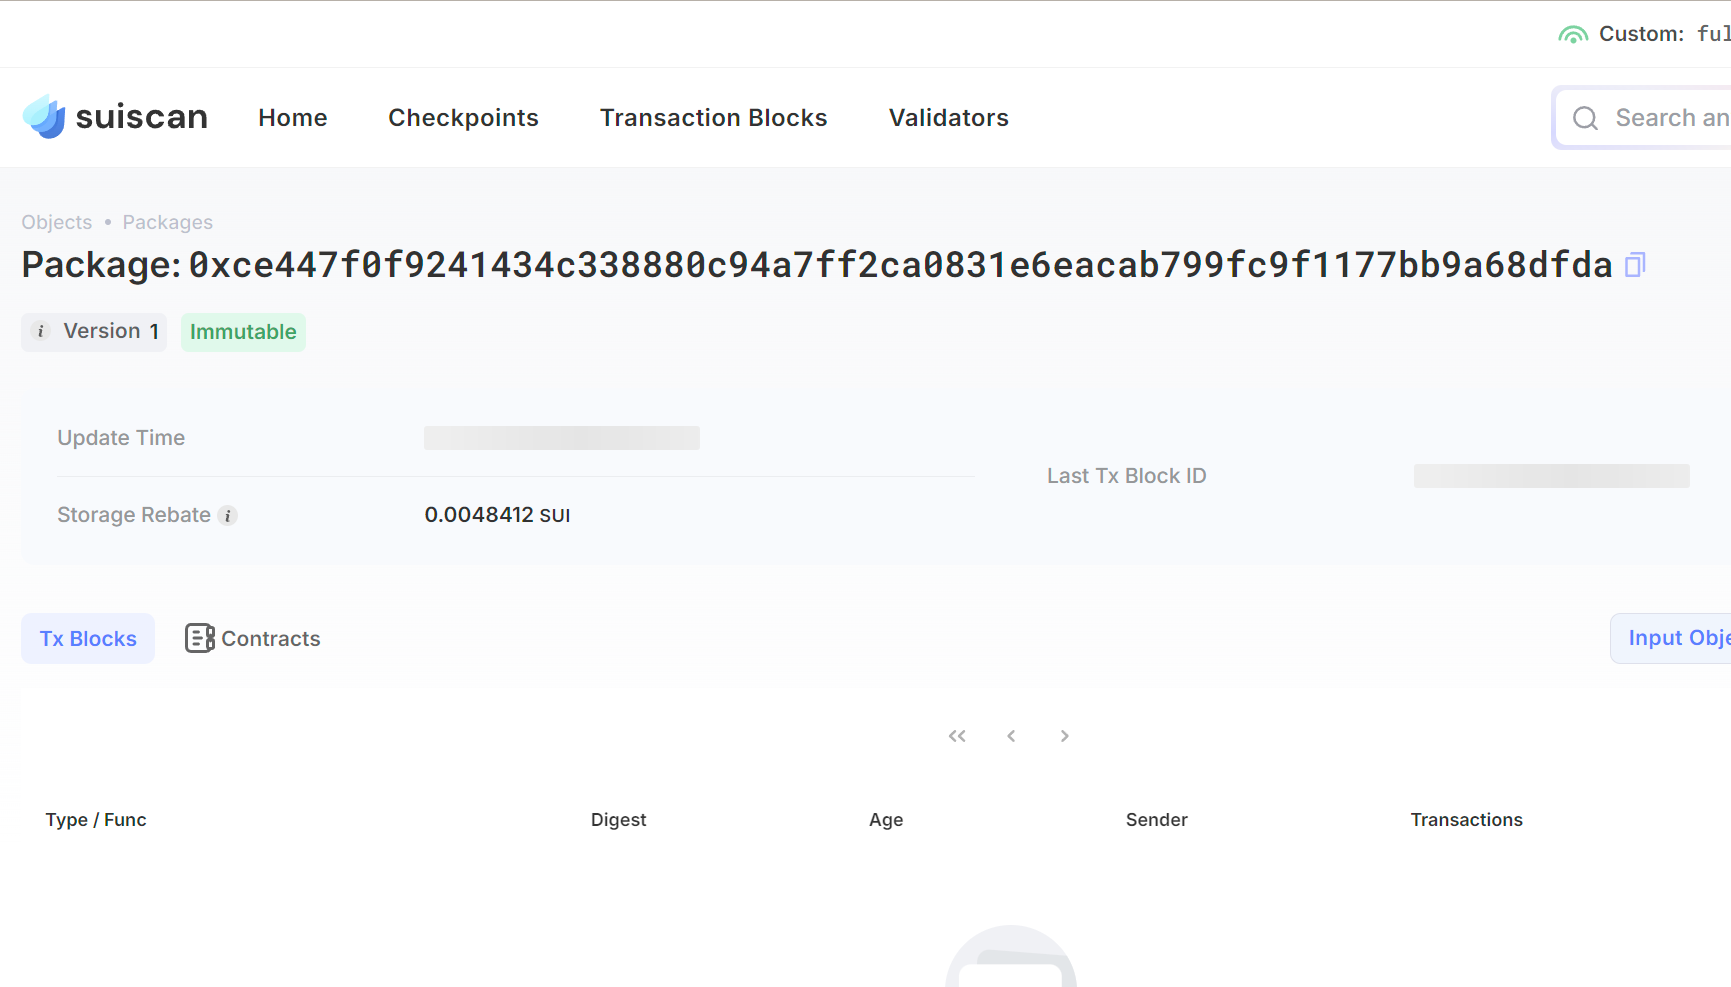 Custom: ful
suiscan Home Checkpoints Transaction Blocks Validators Search an
Objects • Packages
Package: 0xce447f0f9241434c338880c94a7ff2ca0831e6eacab799fc9f1177bb9a68dfda
i Version 1 Immutable
Update Time
Last Tx Block ID
Storage Rebate i 0.0048412 SUI
Tx Blocks Contracts Input Obje
Type / Func Digest Age Sender Transactions